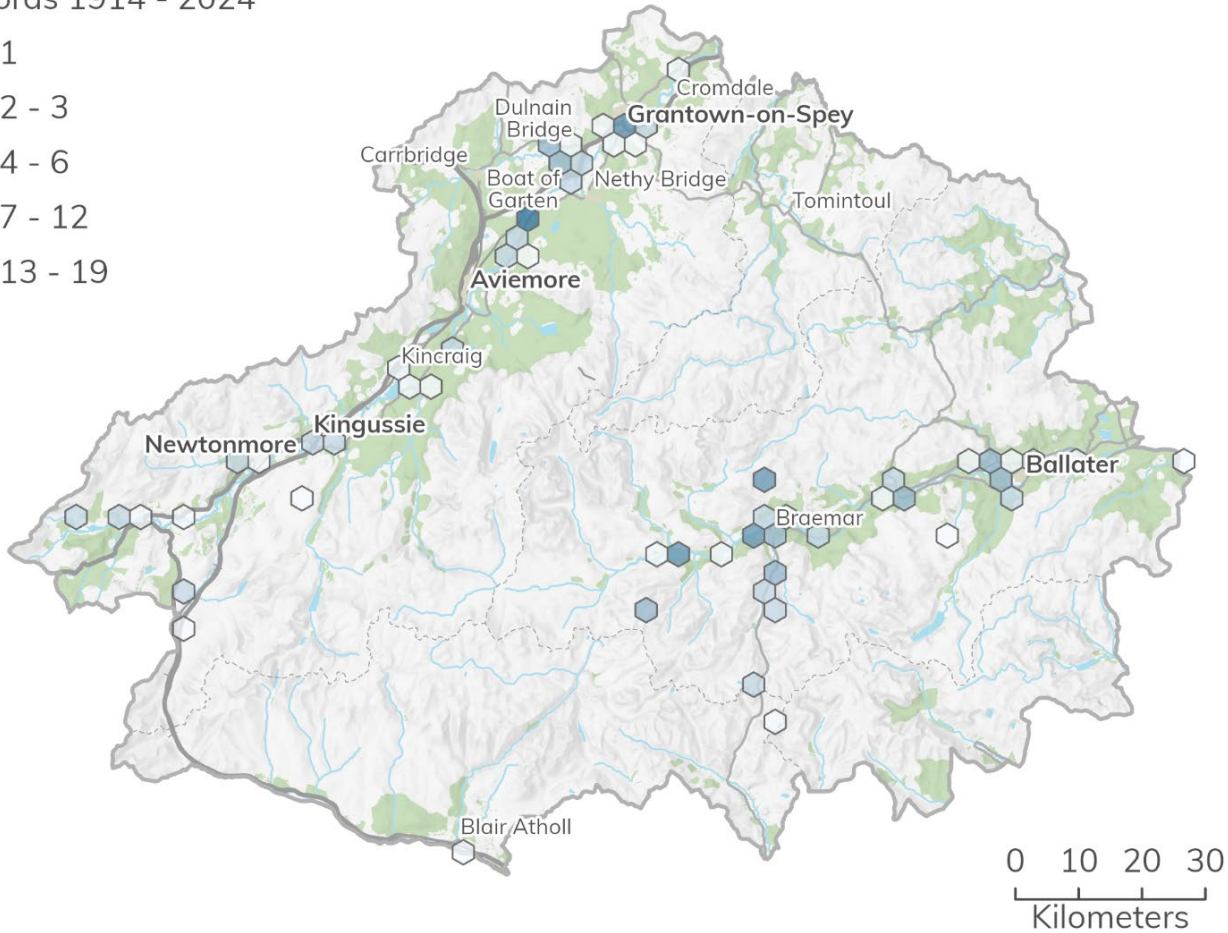 1914 - 2024
1
2 - 3
4 - 6
7 - 12
13 - 19
Cromdale
Dulnain
Bridge
Grantown-on-Spey
Carrbridge
Boat of
Garten
Nethy Bridge
Tomintoul
Aviemore
Kincraig
Kingussie
Newtonmore
Ballater
Braemar
Blair Atholl
0 10 20 30
Kilometers